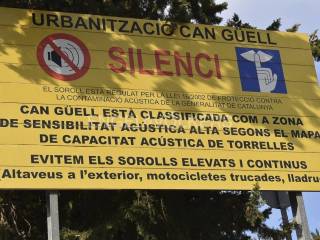 URBANITZACIÓ CAN GÜELL
SILENCI
EL SOROLL ESTÀ REGULAT PER LA LLEI 16/2002 DE PROTECCIÓ CONTRA
LA CONTAMINACIÓ ACÚSTICA DE LA GENERALITAT DE CATALUNYA
CAN GÜELL ESTÀ CLASSIFICADA COM A ZONA
DE SENSIBILITAT ACÚSTICA ALTA SEGONS EL MAPA
DE CAPACITAT ACÚSTICA DE TORRELLES
EVITEM ELS SOROLLS ELEVATS I CONTINUS
Altaveus a l'exterior, motocicletes trucades, lladru